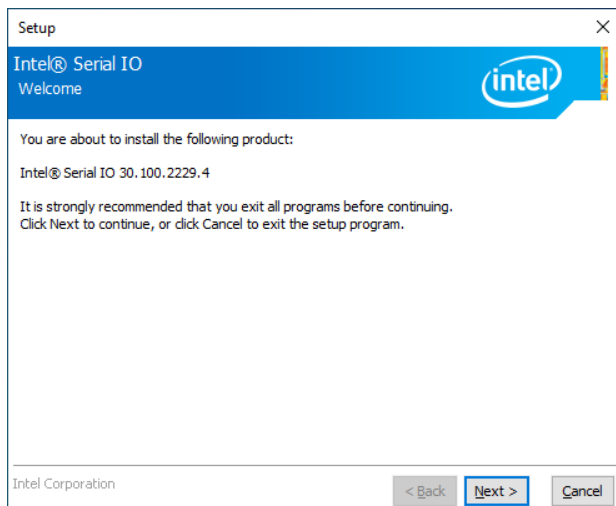 Setup
Intel® Serial IO
Welcome
intel
You are about to install the following product:
Intel® Serial IO 30.100.2229.4
It is strongly recommended that you exit all programs before continuing.
Click Next to continue, or click Cancel to exit the setup program.
Intel Corporation
< Back Next > Cancel